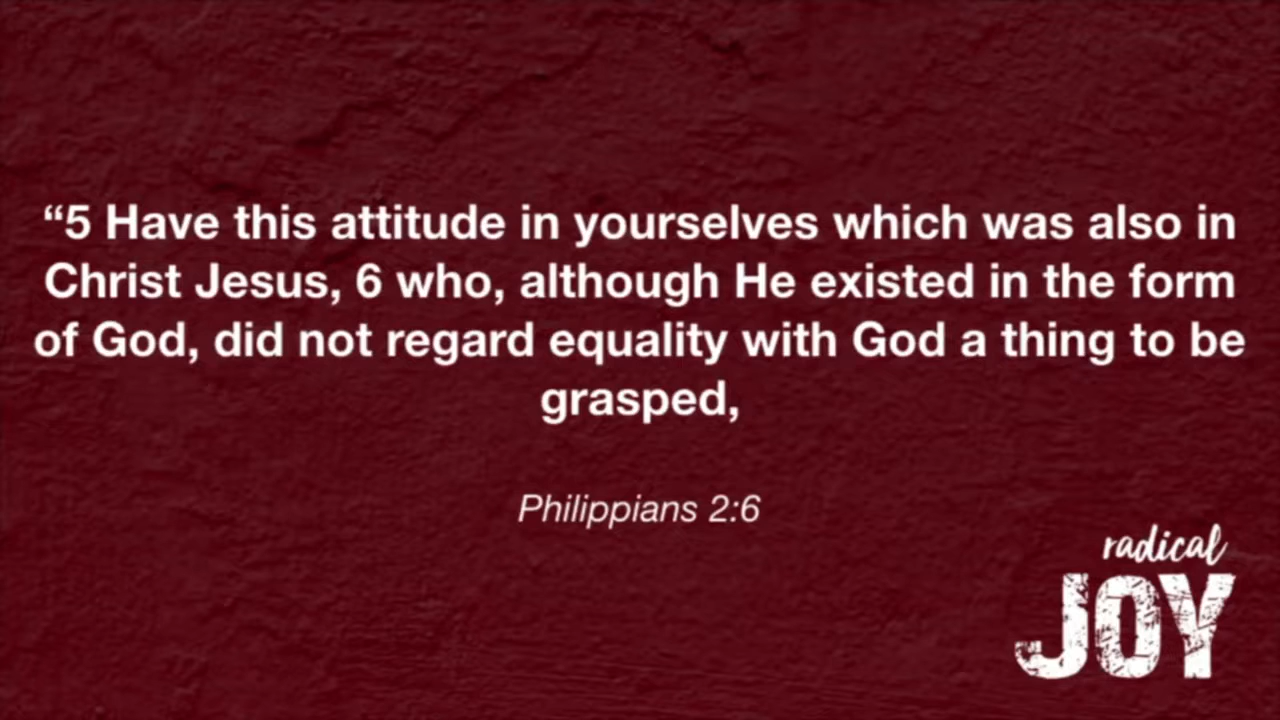 “5 Have this attitude in yourselves which was also in
Christ Jesus, 6 who, although He existed in the form
of God, did not regard equality with God a thing to be
grasped,
Philippians 2:6
radical
JOY